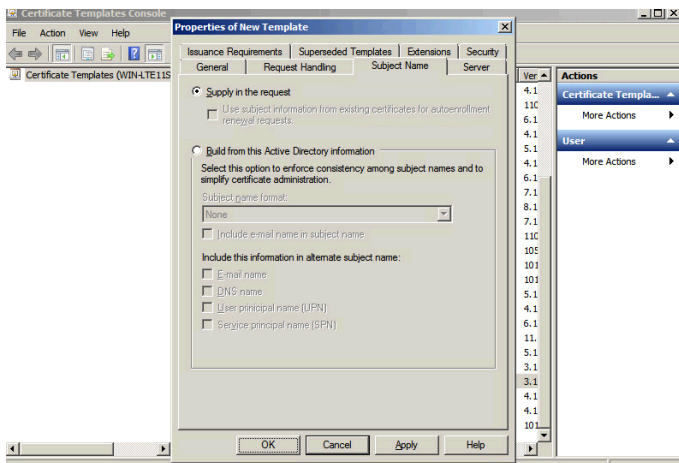 Certificate Templates Console
File Action View Help
Certificate Templates (WIN-LTE11S
Properties of New Template
Issuance Requirements Superseded Templates Extensions Security
General Request Handling Subject Name Server
Supply in the request
Use subject information from existing certificates for autoenrollment
renewal requests.
Build from this Active Directory information
Select this option to enforce consistency among subject names and to
simplify certificate administration.
Subject name format:
None
Include e-mail name in subject name
Include this information in alternate subject name:
E-mail name
DNS name
User prinicipal name (UPN)
Service principal name (SPN)
OK Cancel Apply Help
Ver
4.1
110
6.1
4.1
5.1
4.1
6.1
7.1
8.1
7.1
110
105
101
101
5.1
4.1
6.1
11.
5.1
3.1
3.1
4.1
4.1
101
Actions
Certificate Templa...
More Actions
User
More Actions